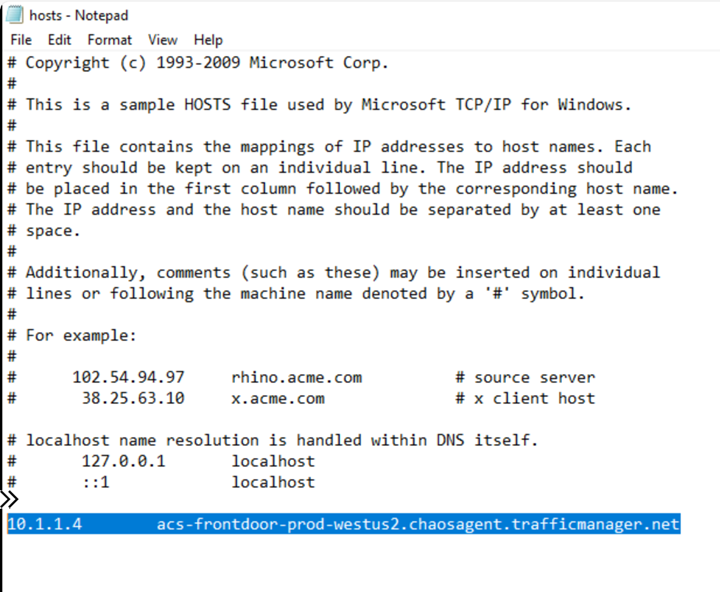 hosts - Notepad
File Edit Format View Help
# Copyright (c) 1993-2009 Microsoft Corp.
#
# This is a sample HOSTS file used by Microsoft TCP/IP for Windows.
#
# This file contains the mappings of IP addresses to host names. Each
# entry should be kept on an individual line. The IP address should
# be placed in the first column followed by the corresponding host name.
# The IP address and the host name should be separated by at least one
# space.
#
# Additionally, comments (such as these) may be inserted on individual
# lines or following the machine name denoted by a '#' symbol.
#
# For example:
#
#      102.54.94.97     rhino.acme.com          # source server
#       38.25.63.10     x.acme.com              # x client host

# localhost name resolution is handled within DNS itself.
#       127.0.0.1       localhost
#       ::1             localhost

10.1.1.4        acs-frontdoor-prod-westus2.chaosagent.trafficmanager.net